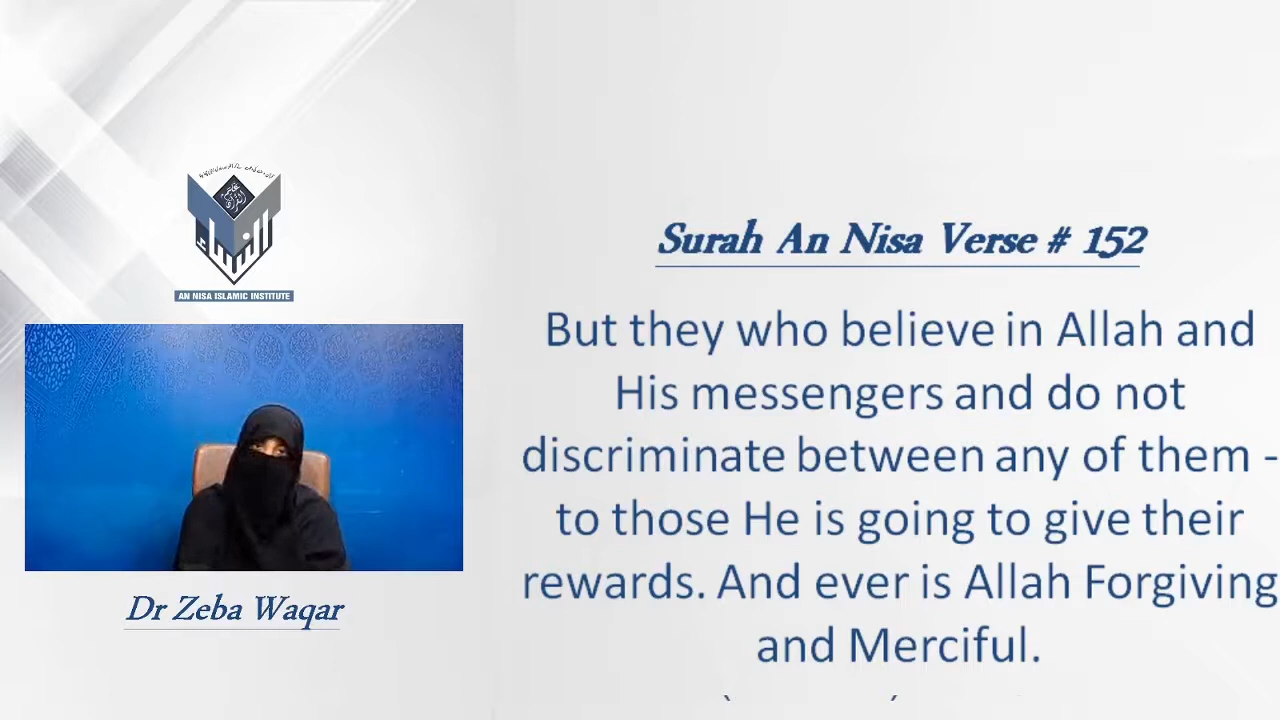 النساء
AN NISA ISLAMIC INSTITUTE
Dr Zeba Waqar
Surah An Nisa Verse # 152
But they who believe in Allah and
His messengers and do not
discriminate between any of them -
to those He is going to give their
rewards. And ever is Allah Forgiving
and Merciful.